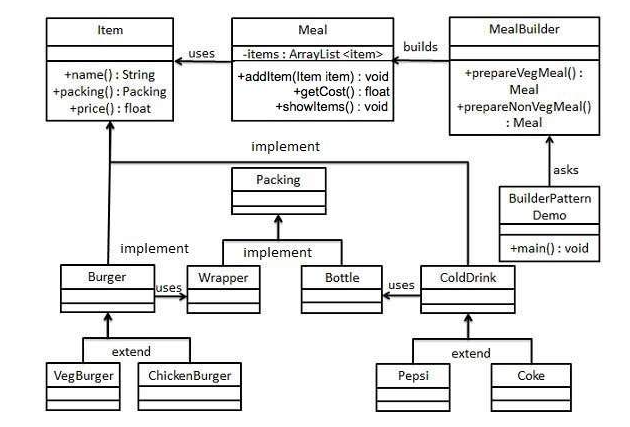 Item
+name() : String
+packing() : Packing
+price() : float
uses
Meal
-items : ArrayList <item>
+addItem(Item item) : void
+getCost() : float
+showItems() : void
builds
MealBuilder
+prepareVegMeal() :
Meal
+prepareNonVegMeal()
: Meal
implement
asks
Packing
BuilderPattern
Demo
+main() : void
implement
implement
Burger
uses
Wrapper
Bottle
uses
ColdDrink
extend
extend
VegBurger
ChickenBurger
Pepsi
Coke